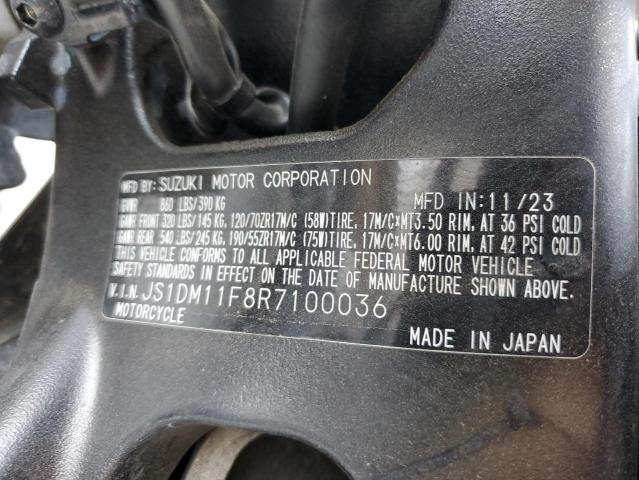 MFD BY:SUZUKI MOTOR CORPORATION
GVWR 860 LBS/390 KG MFD IN:11/23
GAWR FRONT 320 LBS/145 KG, 120/70ZR17M/C (58W)TIRE, 17M/C×MT3.50 RIM, AT 36 PSI COLD
GAWR REAR 540 LBS/245 KG, 190/55ZR17M/C (75W)TIRE, 17M/C×MT6.00 RIM, AT 42 PSI COLD
THIS VEHICLE CONFORMS TO ALL APPLICABLE FEDERAL MOTOR VEHICLE
SAFETY STANDARDS IN EFFECT ON THE DATE OF MANUFACTURE SHOWN ABOVE.
V.I.N. JS1DM11F8R7100036
MOTORCYCLE
MADE IN JAPAN